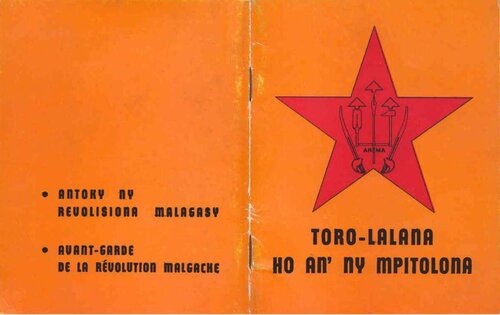 • ANTOKY NY
REVOLISIONA MALAGASY
• AVANT-GARDE
DE LA RÉVOLUTION MALGACHE
AREMA
TORO-LALANA
HO AN' NY MPITOLONA